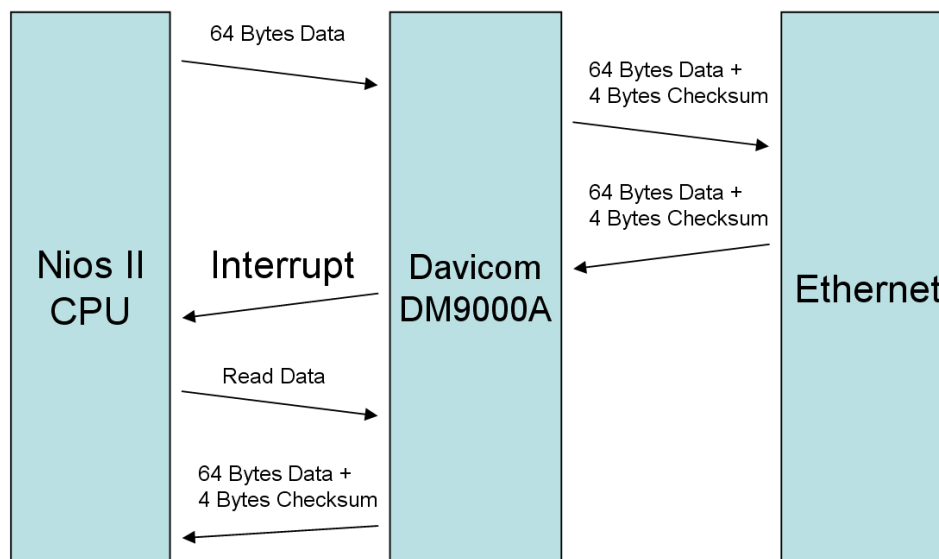 64 Bytes Data
64 Bytes Data +
4 Bytes Checksum
64 Bytes Data +
4 Bytes Checksum
Nios II
CPU
Interrupt
Davicom
DM9000A
Ethernet
Read Data
64 Bytes Data +
4 Bytes Checksum